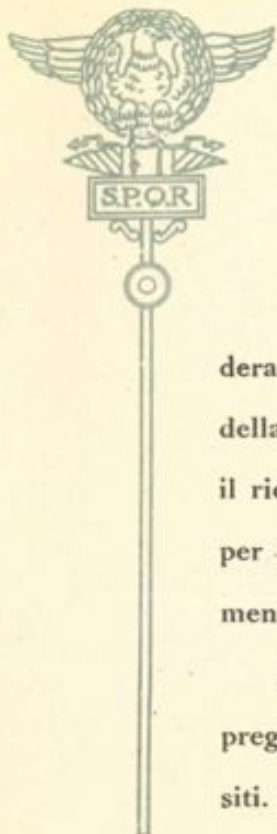 S.P.Q.R
dera
della
il ric
per
men
preg
siti.